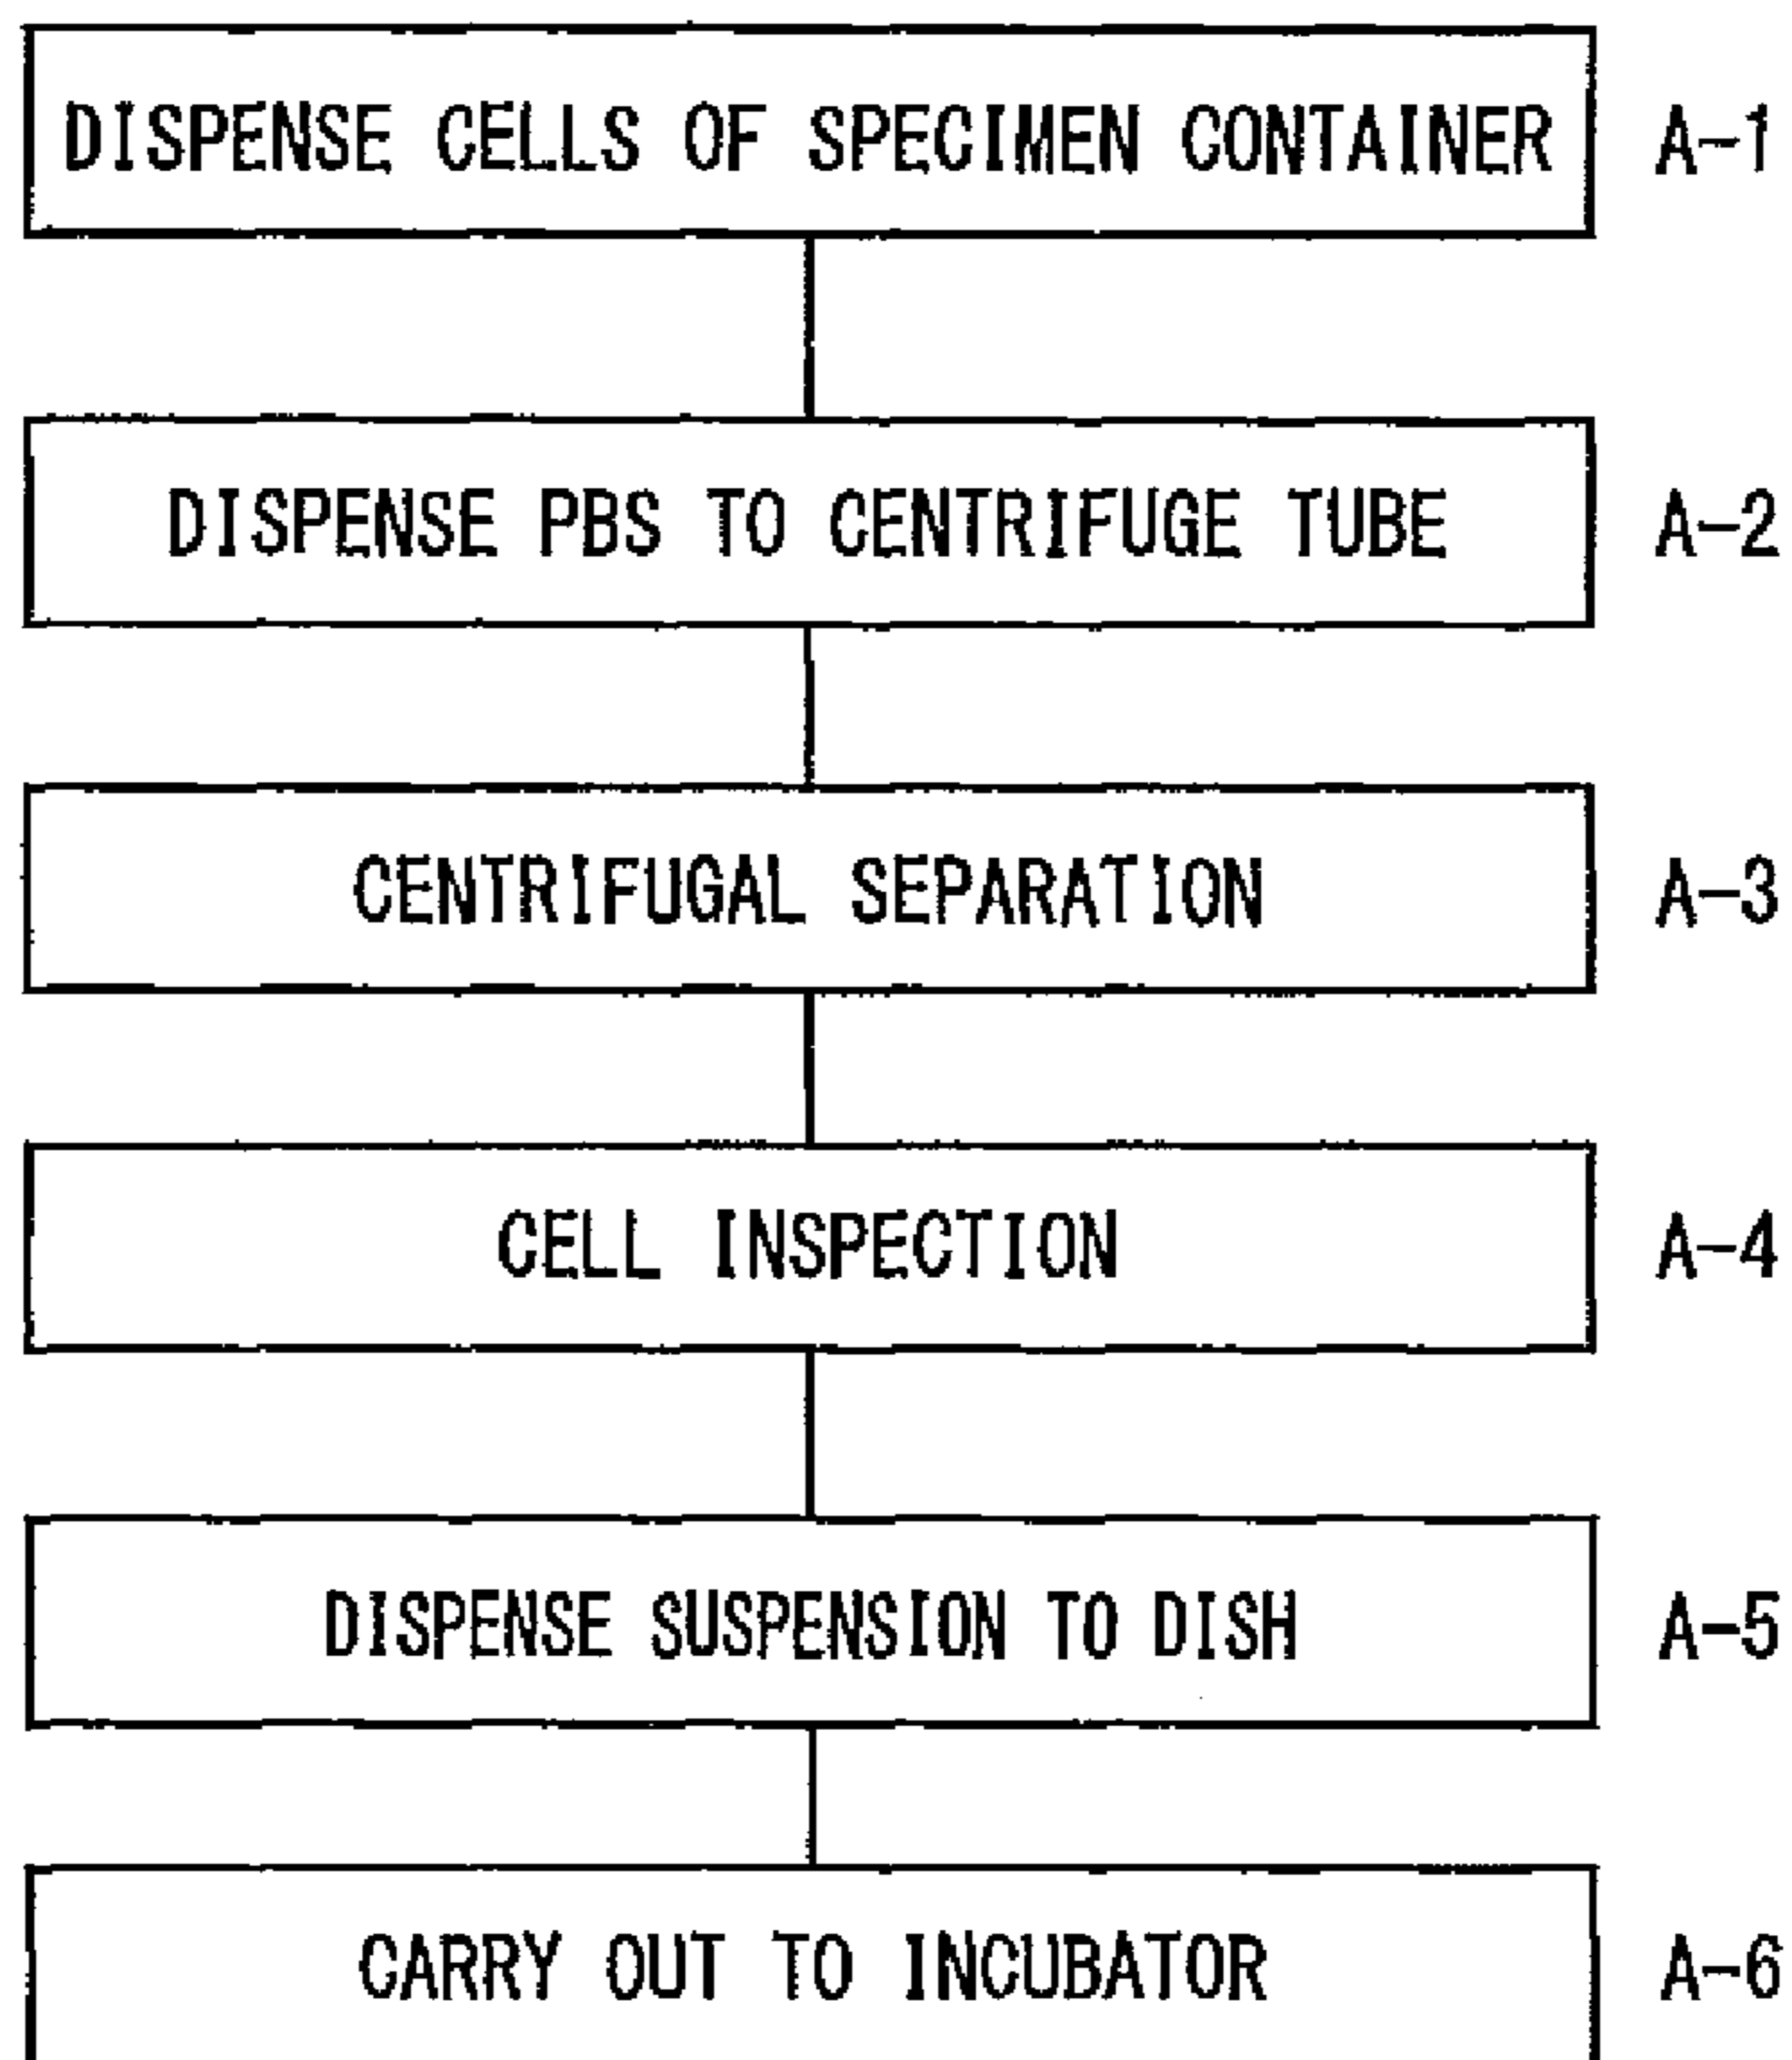 DISPENSE CELLS OF SPECIMEN CONTAINER A-1
DISPENSE PBS TO CENTRIFUGE TUBE A-2
CENTRIFUGAL SEPARATION A-3
CELL INSPECTION A-4
DISPENSE SUSPENSION TO DISH A-5
CARRY OUT TO INCUBATOR A-6